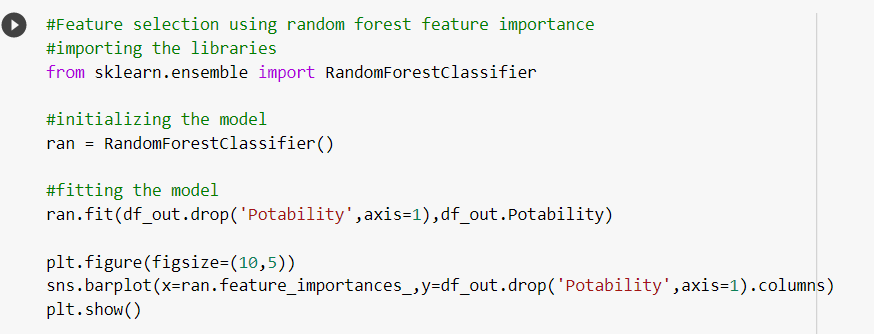 #Feature selection using random forest feature importance
#importing the libraries
from sklearn.ensemble import RandomForestClassifier
#initializing the model
ran = RandomForestClassifier()
#fitting the model
ran.fit(df_out.drop('Potability',axis=1),df_out.Potability)
plt.figure(figsize=(10,5))
sns.barplot(x=ran.feature_importances_,y=df_out.drop('Potability',axis=1).columns)
plt.show()